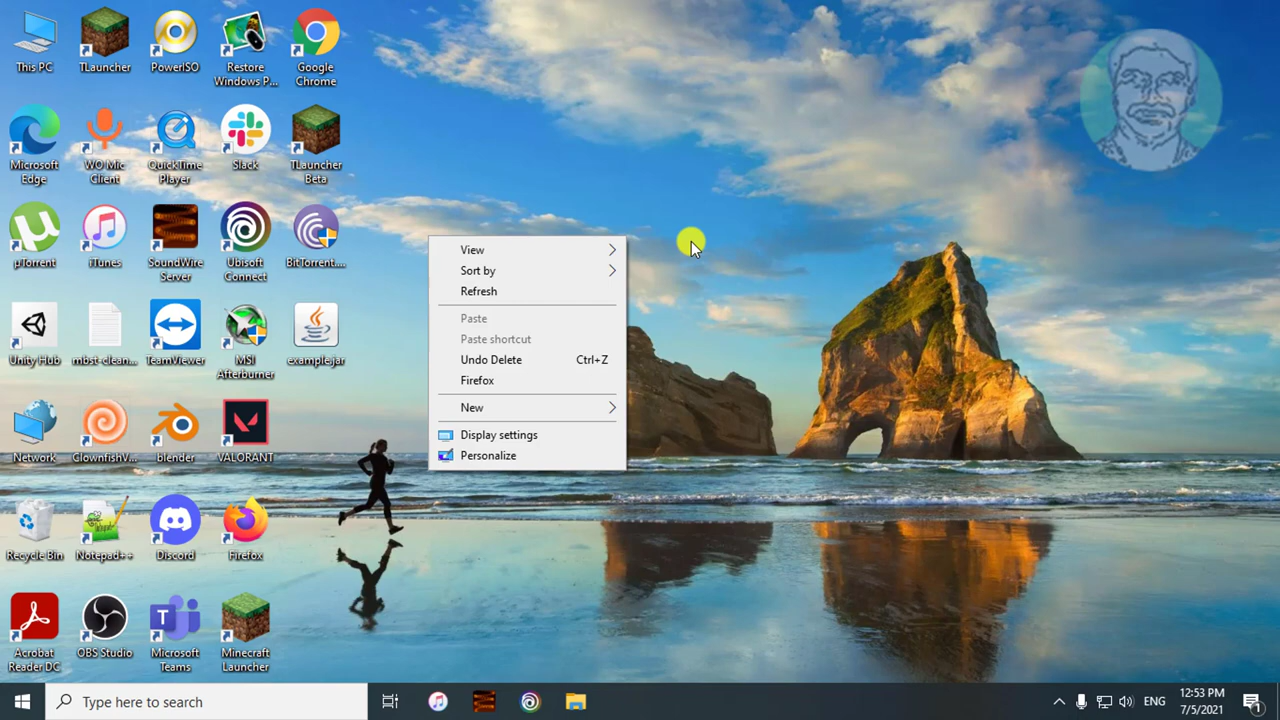 This PC
TLauncher
PowerISO
Restore
Windows P...
Google
Chrome
Microsoft
Edge
WO Mic
Client
QuickTime
Player
Slack
TLauncher
Beta
µTorrent
iTunes
SoundWire
Server
Ubisoft
Connect
BitTorrent....
Unity Hub
mbst-clean...
TeamViewer
MSI
Afterburner
examplejar
Network
ClownfishV...
blender
VALORANT
Recycle Bin
Notepad++
Discord
Firefox
Acrobat
Reader DC
OBS Studio
Microsoft
Teams
Minecraft
Launcher
View
Sort by
Refresh
Paste
Paste shortcut
Undo Delete Ctrl+Z
Firefox
New
Display settings
Personalize
Type here to search
ENG
12:53 PM
7/5/2021
1